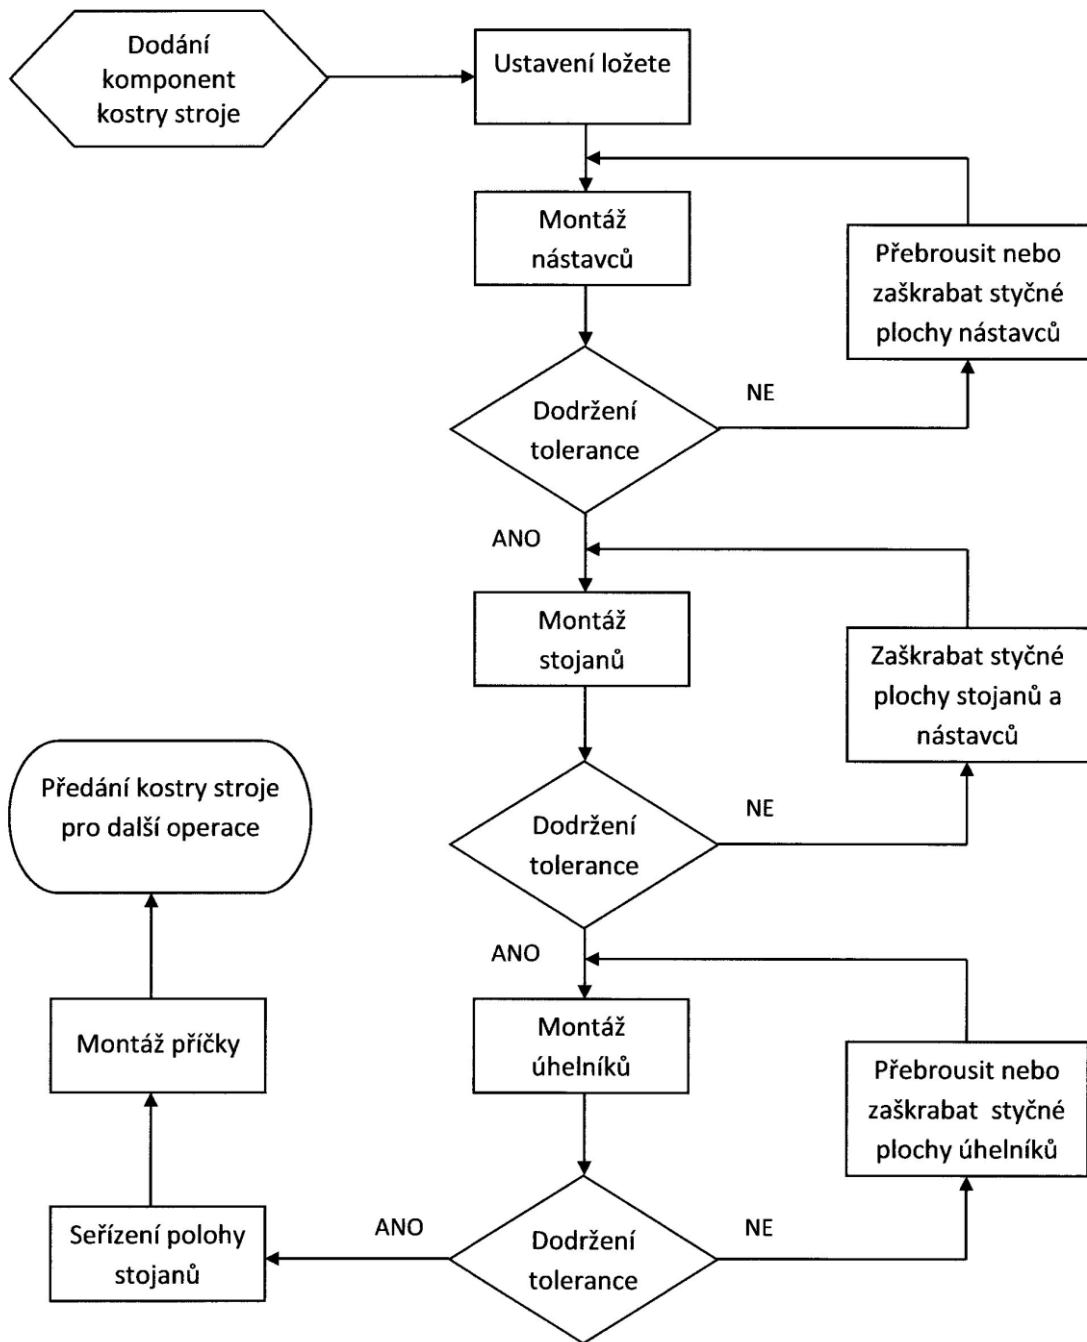 Dodání
komponent
kostry stroje
Ustavení ložete
Montáž
nástavců
Přebrousit nebo
zaškrabat styčné
plochy nástavců
Dodržení
tolerance
NE
ANO
Montáž
stojanů
Zaškrabat styčné
plochy stojanů a
nástavců
Dodržení
tolerance
NE
ANO
Montáž
úhelníků
Přebrousit nebo
zaškrabat styčné
plochy úhelníků
Dodržení
tolerance
NE
ANO
Seřízení polohy
stojanů
Montáž příčky
Předání kostry stroje
pro další operace